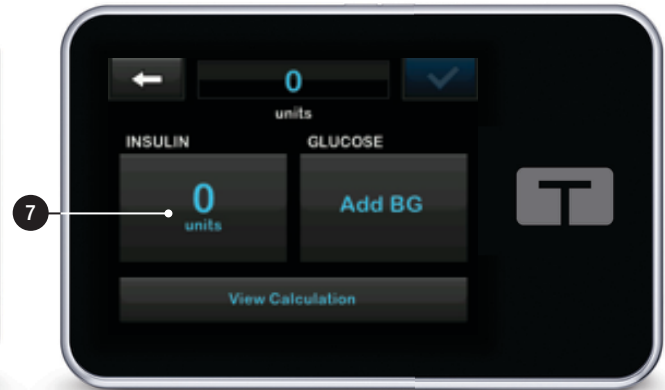 0
units
INSULIN GLUCOSE
7
0
units
Add BG
View Calculation